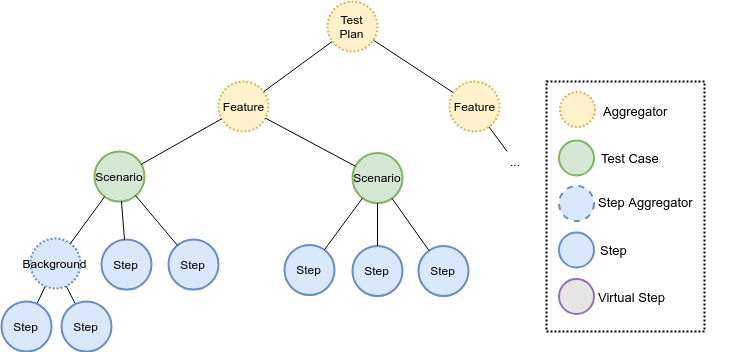 Test
Plan
Feature
Feature
...
Scenario
Scenario
Background
Step
Step
Step
Step
Step
Step
Step
Aggregator
Test Case
Step Aggregator
Step
Virtual Step